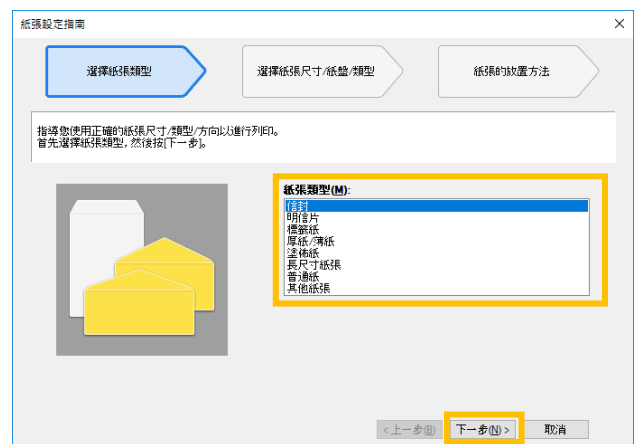 紙張設定指南
選擇紙張類型
選擇紙張尺寸/紙盤/類型
紙張的放置方法
指導您使用正確的紙張尺寸/類型/方向以進行列印。
首先選擇紙張類型, 然後按[下一步]。
紙張類型(M):
信封
明信片
標籤紙
厚紙/薄紙
塗佈紙
長尺寸紙張
普通紙
其他紙張
<上一步(B)
下一步(N)>
取消